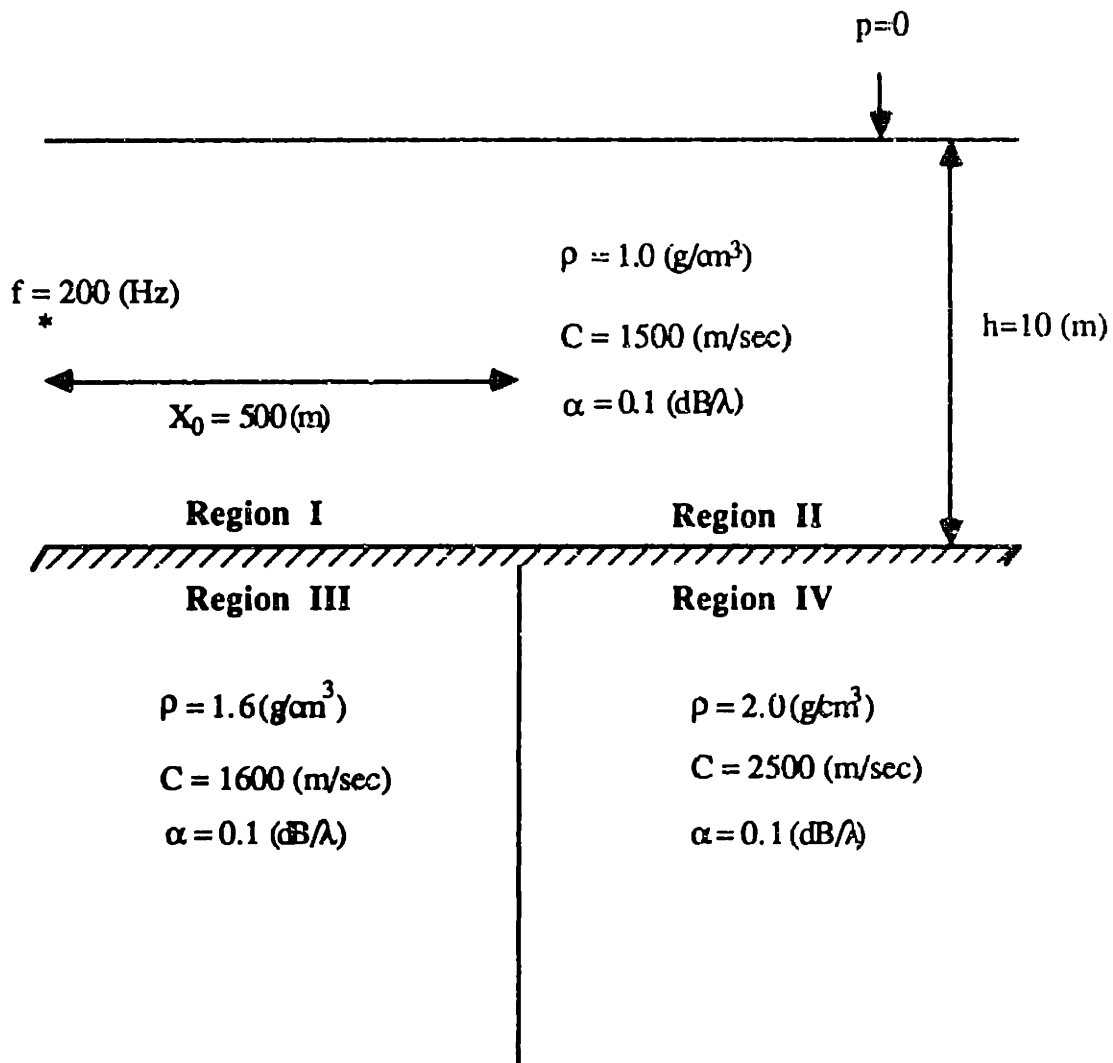 p=0
ρ = 1.0 (g/cm³)
f = 200 (Hz)
*
C = 1500 (m/sec)
h=10 (m)
α = 0.1 (dB/λ)
X₀ = 500 (m)
Region I
Region II
Region III
Region IV
ρ = 1.6 (g/cm³)
ρ = 2.0 (g/cm³)
C = 1600 (m/sec)
C = 2500 (m/sec)
α = 0.1 (dB/λ)
α = 0.1 (dB/λ)